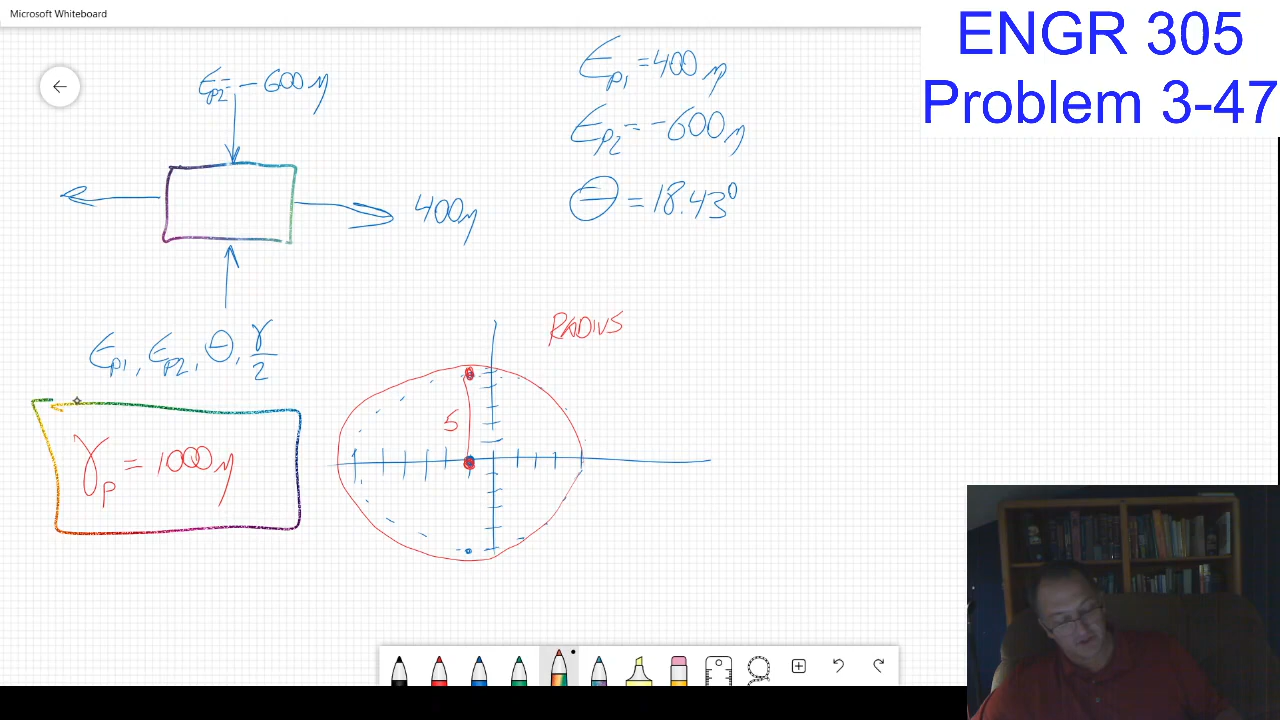 Microsoft Whiteboard
ENGR 305
Problem 3-47
ϵp2 = -600μ
400μ
ϵp1 = 400μ
ϵp2 = -600μ
θ = 18.43°
ϵp1, ϵp2, θ, γ/2
γp = 1000μ
RADIUS
5